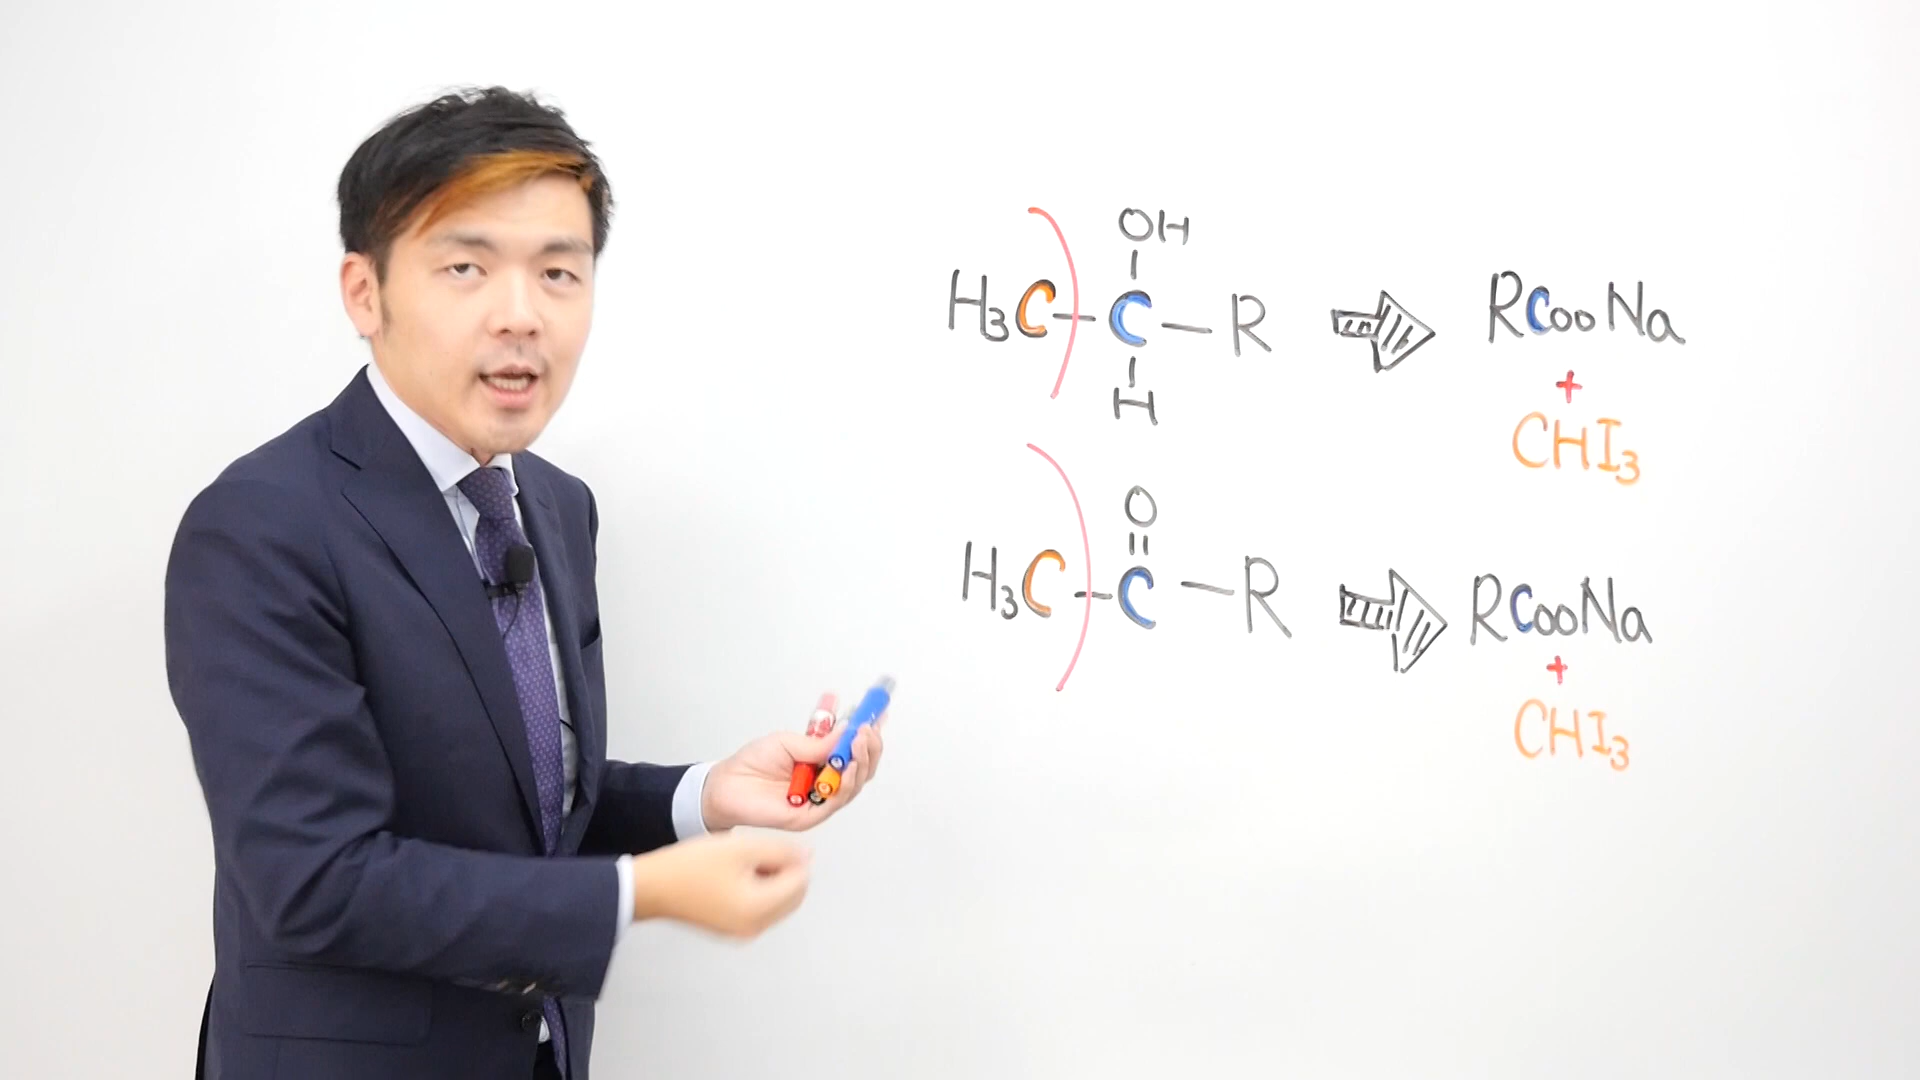 OH
H₃C-C-R ⇒ RCOONa
H
+
CHI₃
O
H₃C-C-R ⇒ RCOONa
+
CHI₃